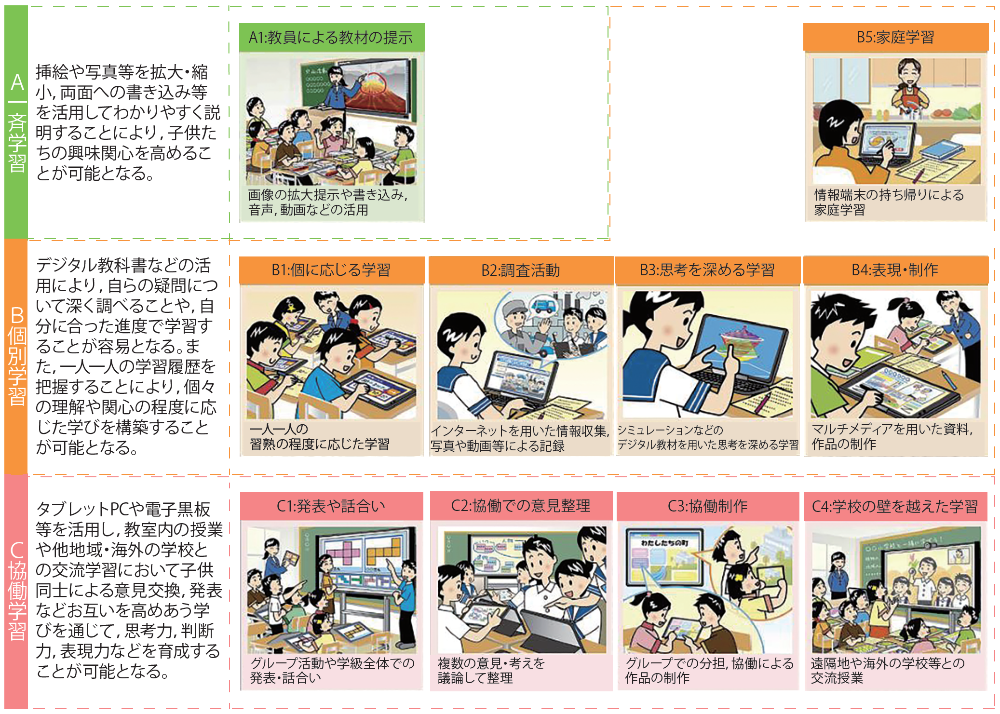 A 一斉学習
挿絵や写真等を拡大・縮
小,両面への書き込み等
を活用してわかりやすく説
明することにより,子供た
ちの興味関心を高めるこ
とが可能となる。
A1:教員による教材の提示
画像の拡大提示や書き込み,
音声,動画などの活用
B5:家庭学習
情報端末の持ち帰りによる
家庭学習
B 個別学習
デジタル教科書などの活
用により,自らの疑問につ
いて深く調べることや,自
分に合った進度で学習す
ることが容易となる。ま
た,一人一人の学習履歴を
把握することにより,個々
の理解や関心の程度に応
じた学びを構築すること
が可能となる。
B1:個に応じる学習
一人一人の
習熟の程度に応じた学習
B2:調査活動
インターネットを用いた情報収集,
写真や動画等による記録
B3:思考を深める学習
シミュレーションなどの
デジタル教材を用いた思考を深める学習
B4:表現・制作
マルチメディアを用いた資料,
作品の制作
C 協働学習
タブレットPCや電子黒板
等を活用し,教室内の授業
や他地域・海外の学校と
の交流学習において子供
同士による意見交換,発表
などお互いを高めあう学
びを通じて,思考力,判断
力,表現力などを育成する
ことが可能となる。
C1:発表や話合い
グループ活動や学級全体での
発表・話合い
C2:協働での意見整理
複数の意見・考えを
議論して整理
C3:協働制作
わたしたちの町
グループでの分担,協働による
作品の制作
C4:学校の壁を越えた学習
遠隔地や海外の学校等との
交流授業